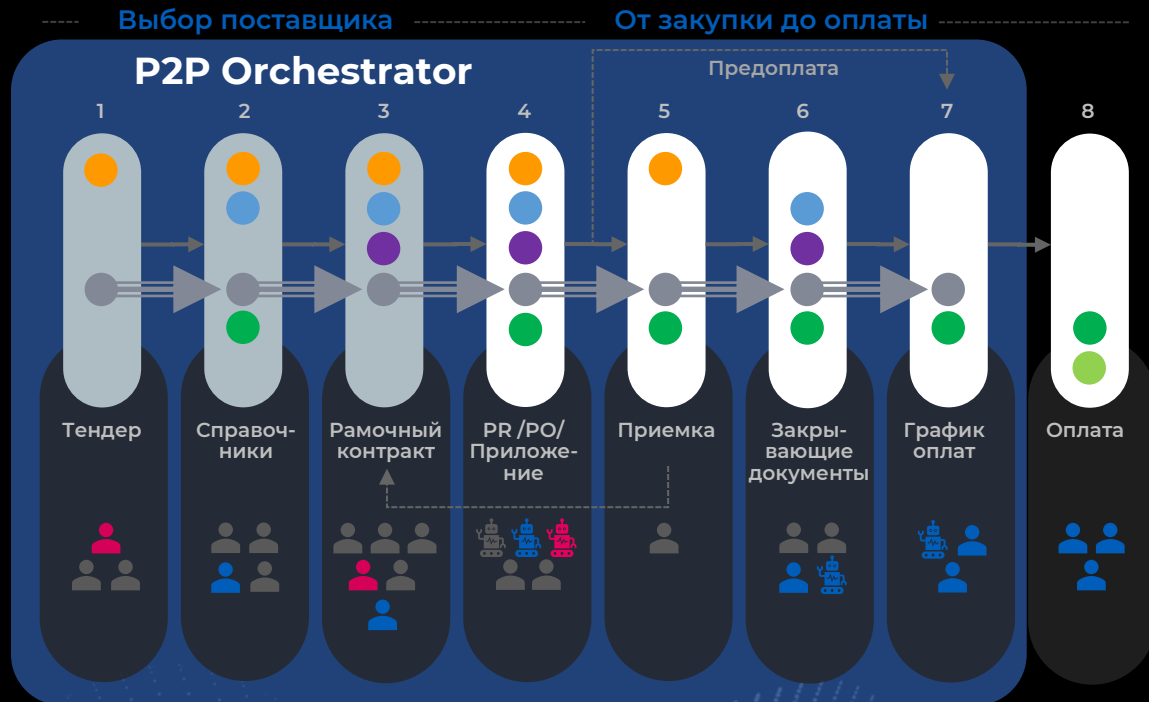 Выбор поставщика
От закупки до оплаты
P2P Orchestrator
Предоплата
1
2
3
4
5
6
7
8
Тендер
Справоч-
ники
Рамочный
контракт
PR /PO/
Приложе-
ние
Приемка
Закры-
вающие
документы
График
оплат
Оплата